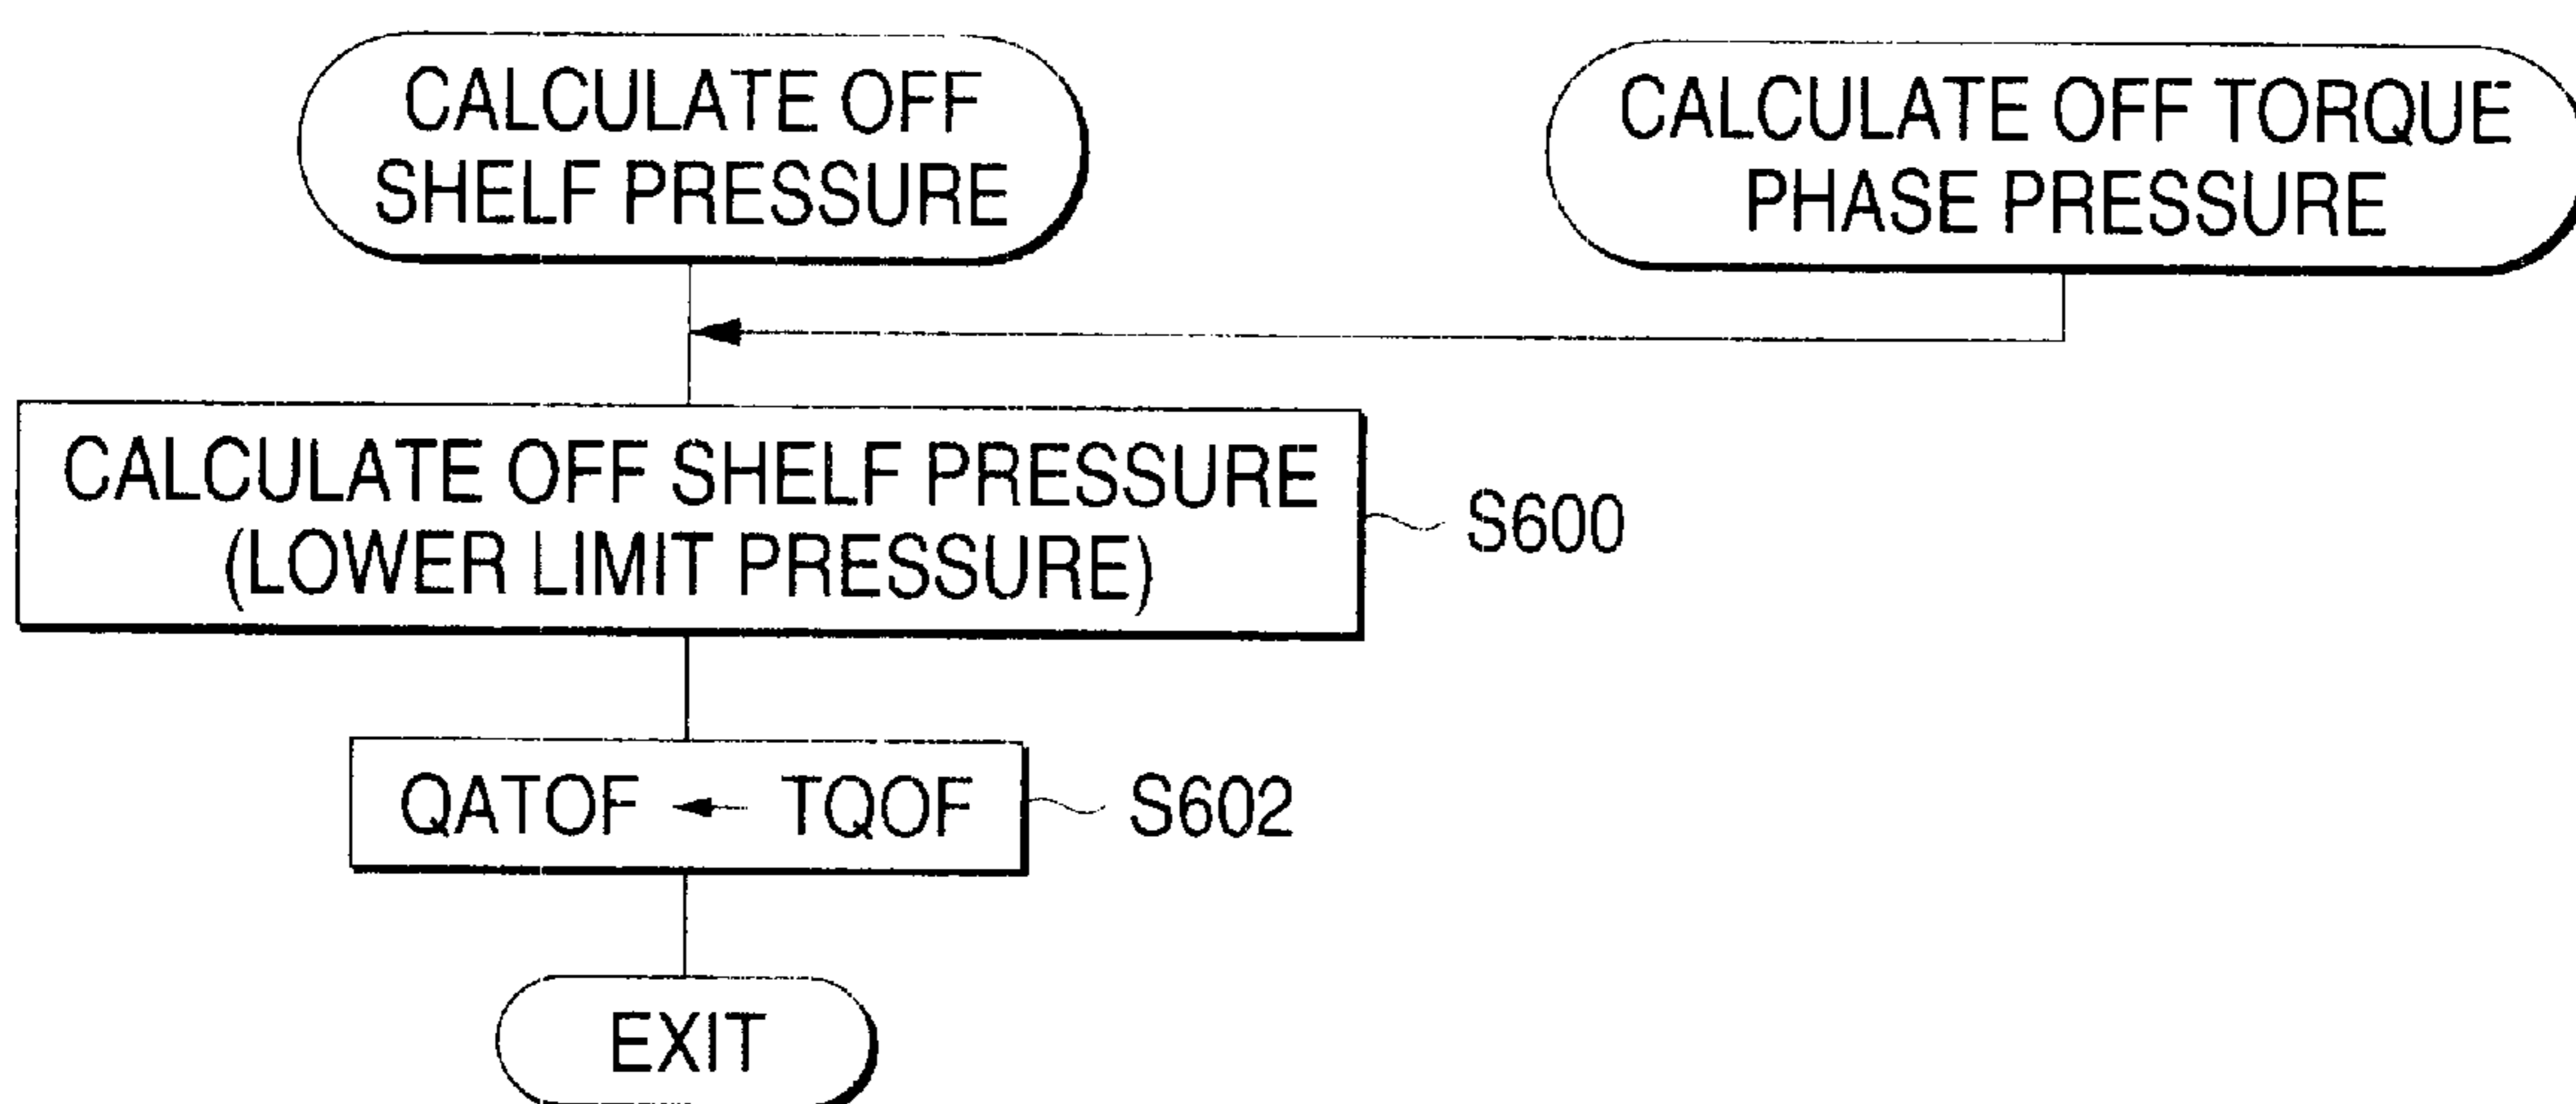 CALCULATE OFF
SHELF PRESSURE
CALCULATE OFF TORQUE
PHASE PRESSURE
CALCULATE OFF SHELF PRESSURE
(LOWER LIMIT PRESSURE)
S600
QATOF ← TQOF
S602
EXIT